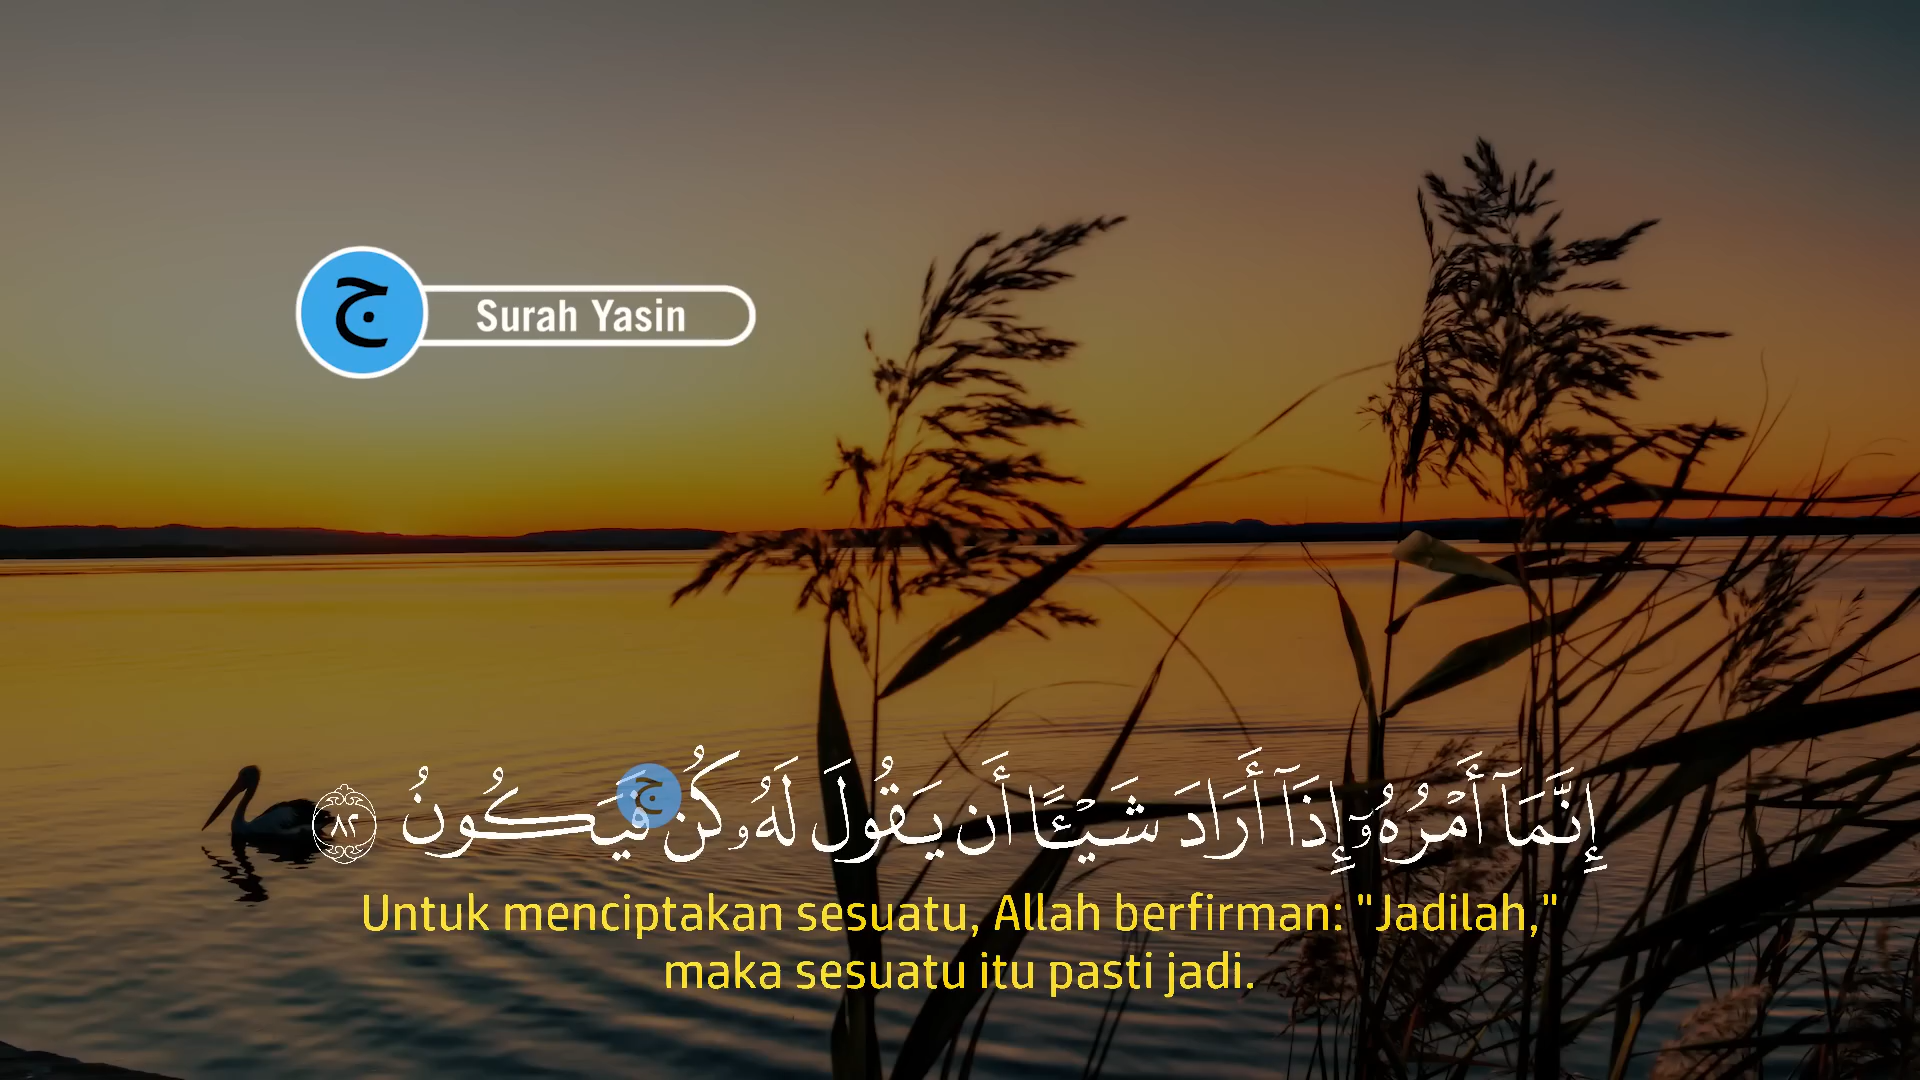 ج
Surah Yasin
إِنَّمَآ أَمْرُهُۥٓ إِذَآ أَرَادَ شَيْـًٔا أَن يَقُولَ لَهُۥ كُن فَيَكُونُ ٨٢
ج
Untuk menciptakan sesuatu, Allah berfirman: "Jadilah,"
maka sesuatu itu pasti jadi.